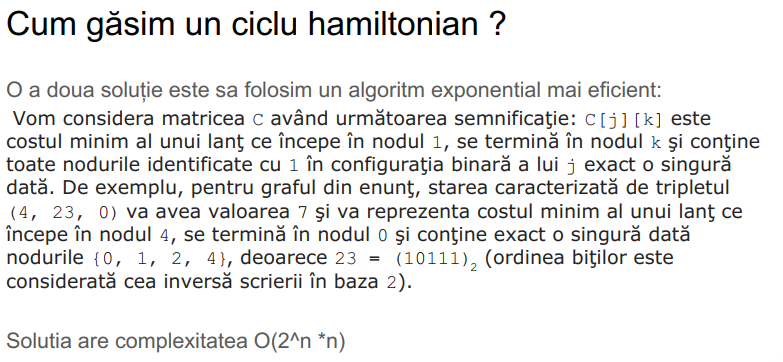 Cum găsim un ciclu hamiltonian ?
O a doua soluție este sa folosim un algoritm exponential mai eficient:
Vom considera matricea C având următoarea semnificaţie: C[j][k] este
costul minim al unui lanţ ce începe în nodul 1, se termină în nodul k şi conţine
toate nodurile identificate cu 1 în configuraţia binară a lui j exact o singură
dată. De exemplu, pentru graful din enunţ, starea caracterizată de tripletul
(4, 23, 0) va avea valoarea 7 şi va reprezenta costul minim al unui lanţ ce
începe în nodul 4, se termină în nodul 0 şi conţine exact o singură dată
nodurile {0, 1, 2, 4}, deoarece 23 = (10111)₂ (ordinea biţilor este
considerată cea inversă scrierii în baza 2).
Solutia are complexitatea O(2^n *n)